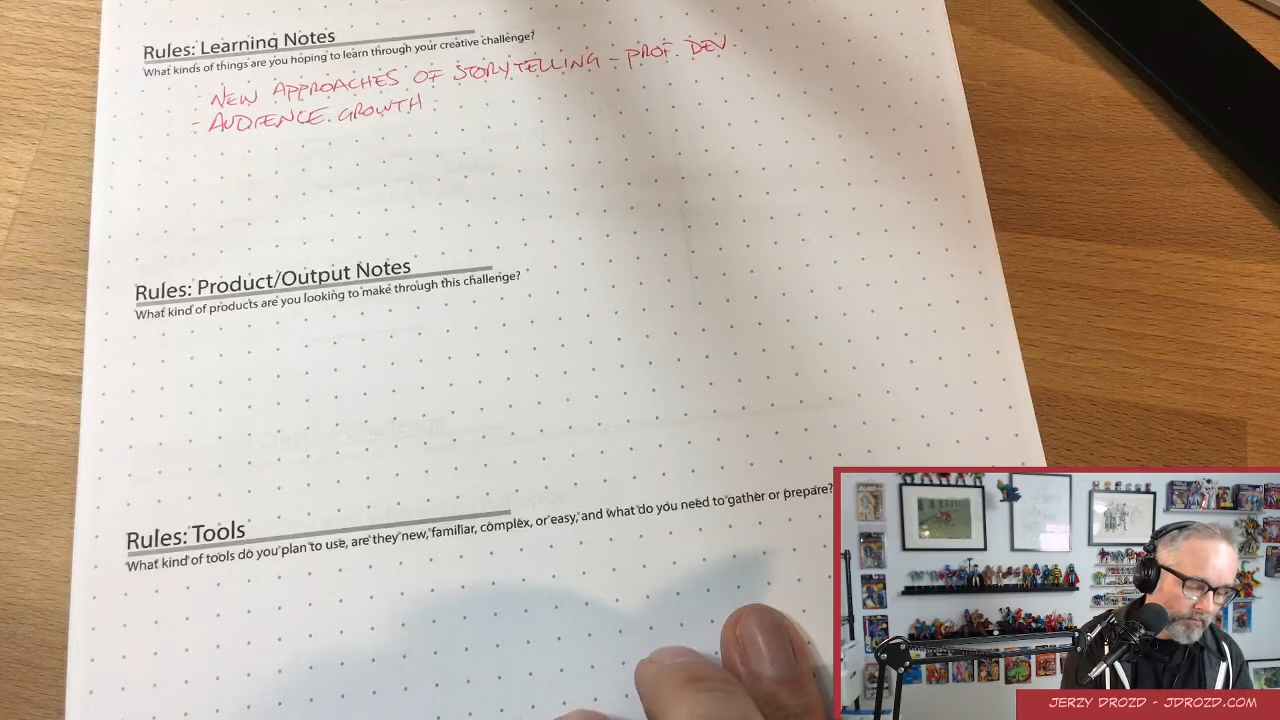 Rules: Learning Notes
What kinds of things are you hoping to learn through your creative challenge?
- NEW APPROACHES OF STORYTELLING - PROF. DEV.
- AUDIENCE GROWTH
Rules: Product/Output Notes
What kind of products are you looking to make through this challenge?
Rules: Tools
What kind of tools do you plan to use, are they new, familiar, complex, or easy, and what do you need to gather or prepare?
JERZY DROZD - JDROZD.COM